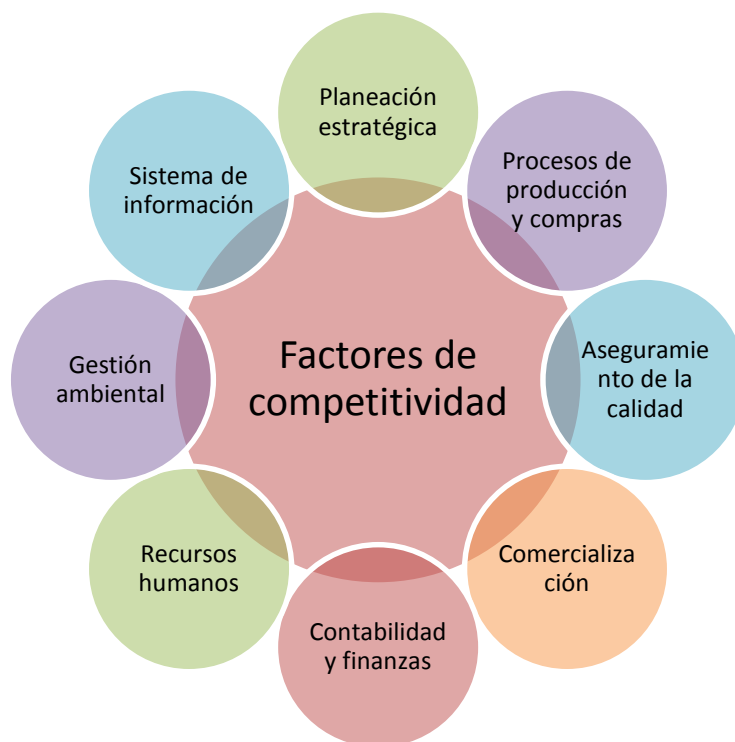 Planeación
estratégica
Procesos de
producción
y compras
Aseguramie
nto de la
calidad
Comercializa
ción
Contabilidad
y finanzas
Recursos
humanos
Gestión
ambiental
Sistema de
información
Factores de
competitividad